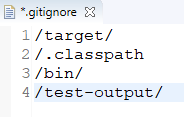 *.gitignore
1 /target/
2 /.classpath
3 /bin/
4 /test-output/